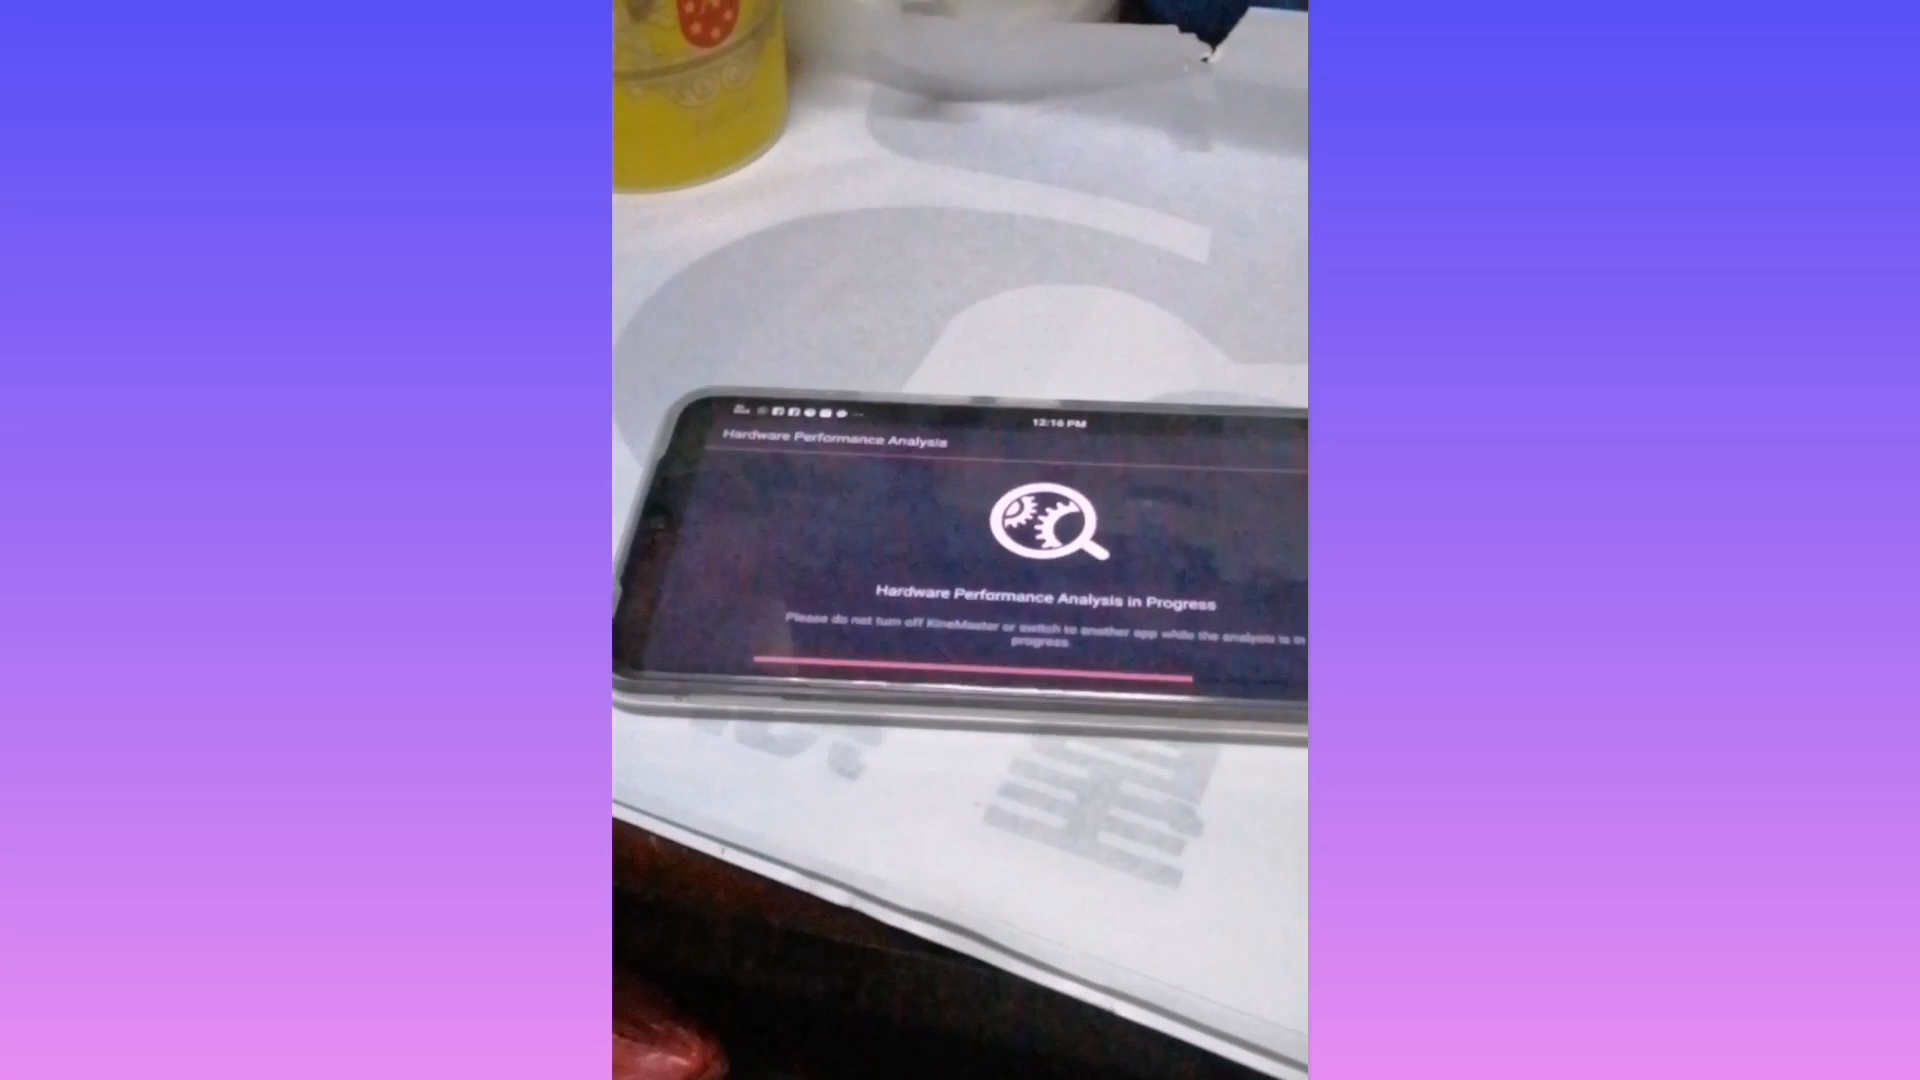 12:16 PM
Hardware Performance Analysis
Hardware Performance Analysis in Progress
Please do not turn off KineMaster or switch to another app while the analysis is in
progress.